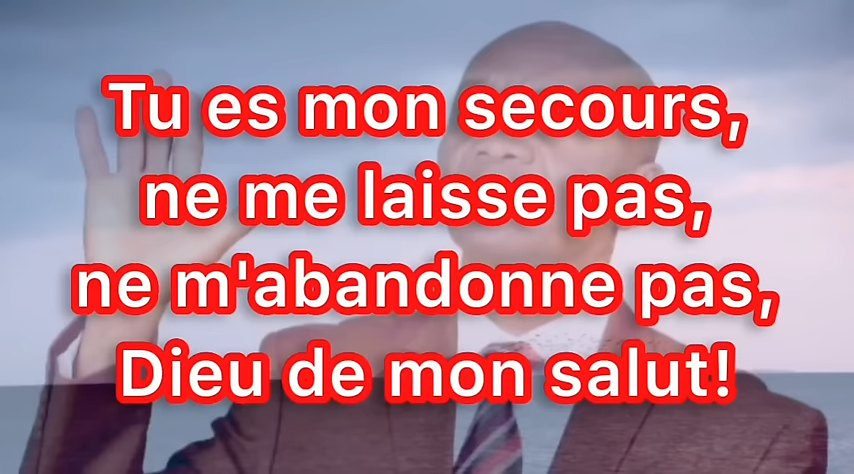 Tu es mon secours,
ne me laisse pas,
ne m'abandonne pas,
Dieu de mon salut!